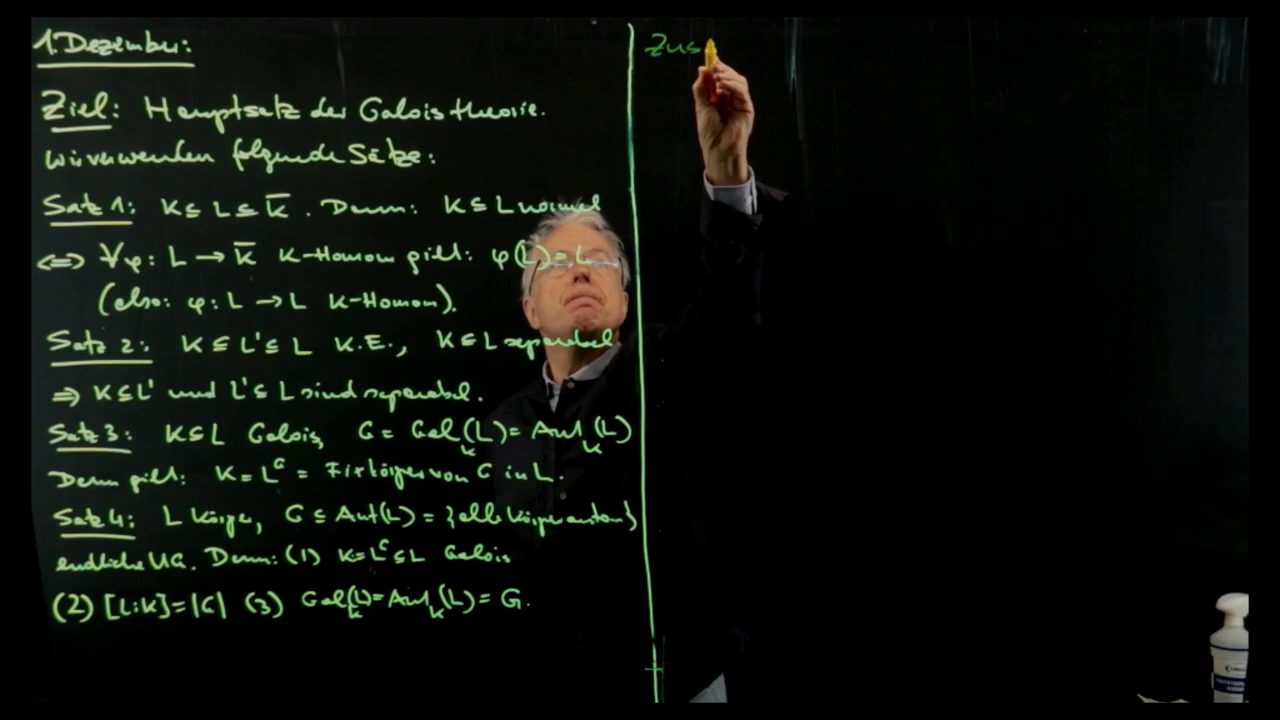 1. Dezember:
Ziel: Hauptsatz der Galoistheorie.
Wir verwenden folgende Sätze:
Satz 1: K ⊆ L ⊆ K̅. Dann: K ⊆ L normal
⟺ ∀φ: L → K̅ K-Homom gilt: φ(L) = L
(also: φ: L → L K-Homom).
Satz 2: K ⊆ L' ⊆ L K.E., K ⊆ L separabel
⇒ K ⊆ L' und L' ⊆ L sind separabel.
Satz 3: K ⊆ L Galois, G = Gal_K(L) = Aut_K(L)
Dann gilt: K = L^G = Fixkörper von G in L.
Satz 4: L Körper, G ⊆ Aut(L) = {alle Körperautom}
endliche UG. Dann: (1) K = L^G ⊆ L Galois
(2) [L:K] = |G| (3) Gal_K(L) = Aut_K(L) = G.
Zus